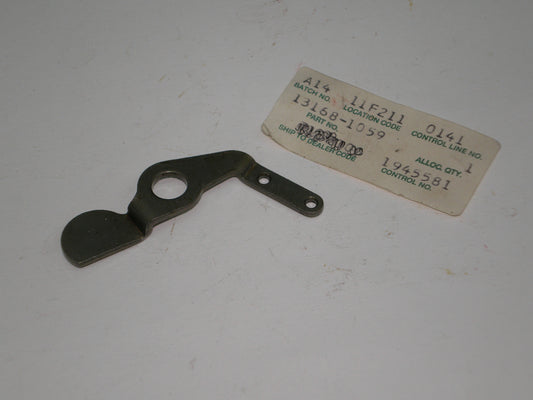 A14 11F211 0141
BATCH NO. LOCATION CODE CONTROL LINE NO.
13168-1059 1
PART NO. ALLOC. QTY.
1945581
SHIP TO DEALER CODE CONTROL NO.